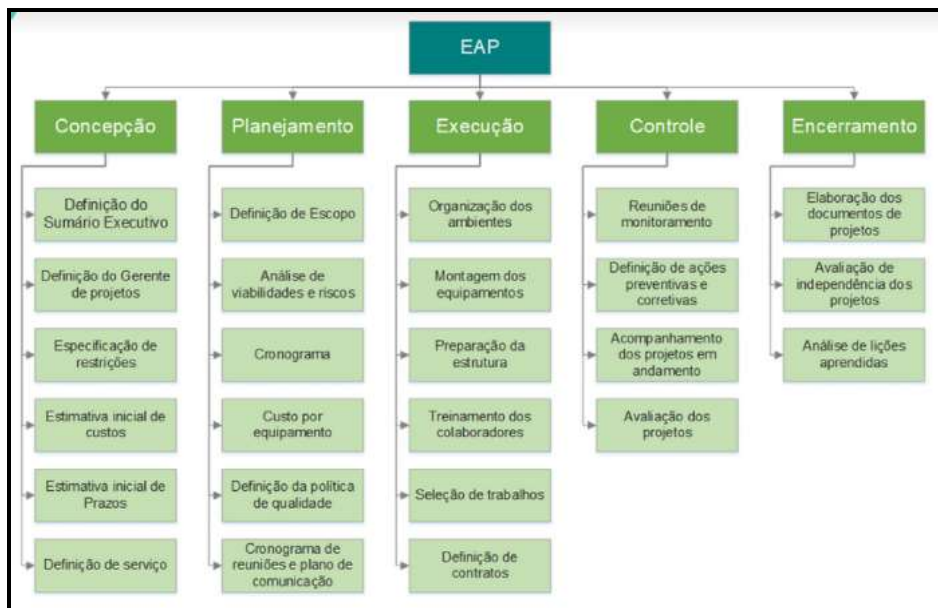 EAP
Concepção
Planejamento
Execução
Controle
Encerramento
Definição do
Sumário Executivo
Definição do Gerente
de projetos
Especificação de
restrições
Estimativa inicial de
custos
Estimativa inicial de
Prazos
Definição de serviço
Definição de Escopo
Análise de
viabilidades e riscos
Cronograma
Custo por
equipamento
Definição da política
de qualidade
Cronograma de
reuniões e plano de
comunicação
Organização dos
ambientes
Montagem dos
equipamentos
Preparação da
estrutura
Treinamento dos
colaboradores
Seleção de trabalhos
Definição de
contratos
Reuniões de
monitoramento
Definição de ações
preventivas e
corretivas
Acompanhamento
dos projetos em
andamento
Avaliação dos
projetos
Elaboração dos
documentos de
projetos
Avaliação de
independência dos
projetos
Análise de lições
aprendidas